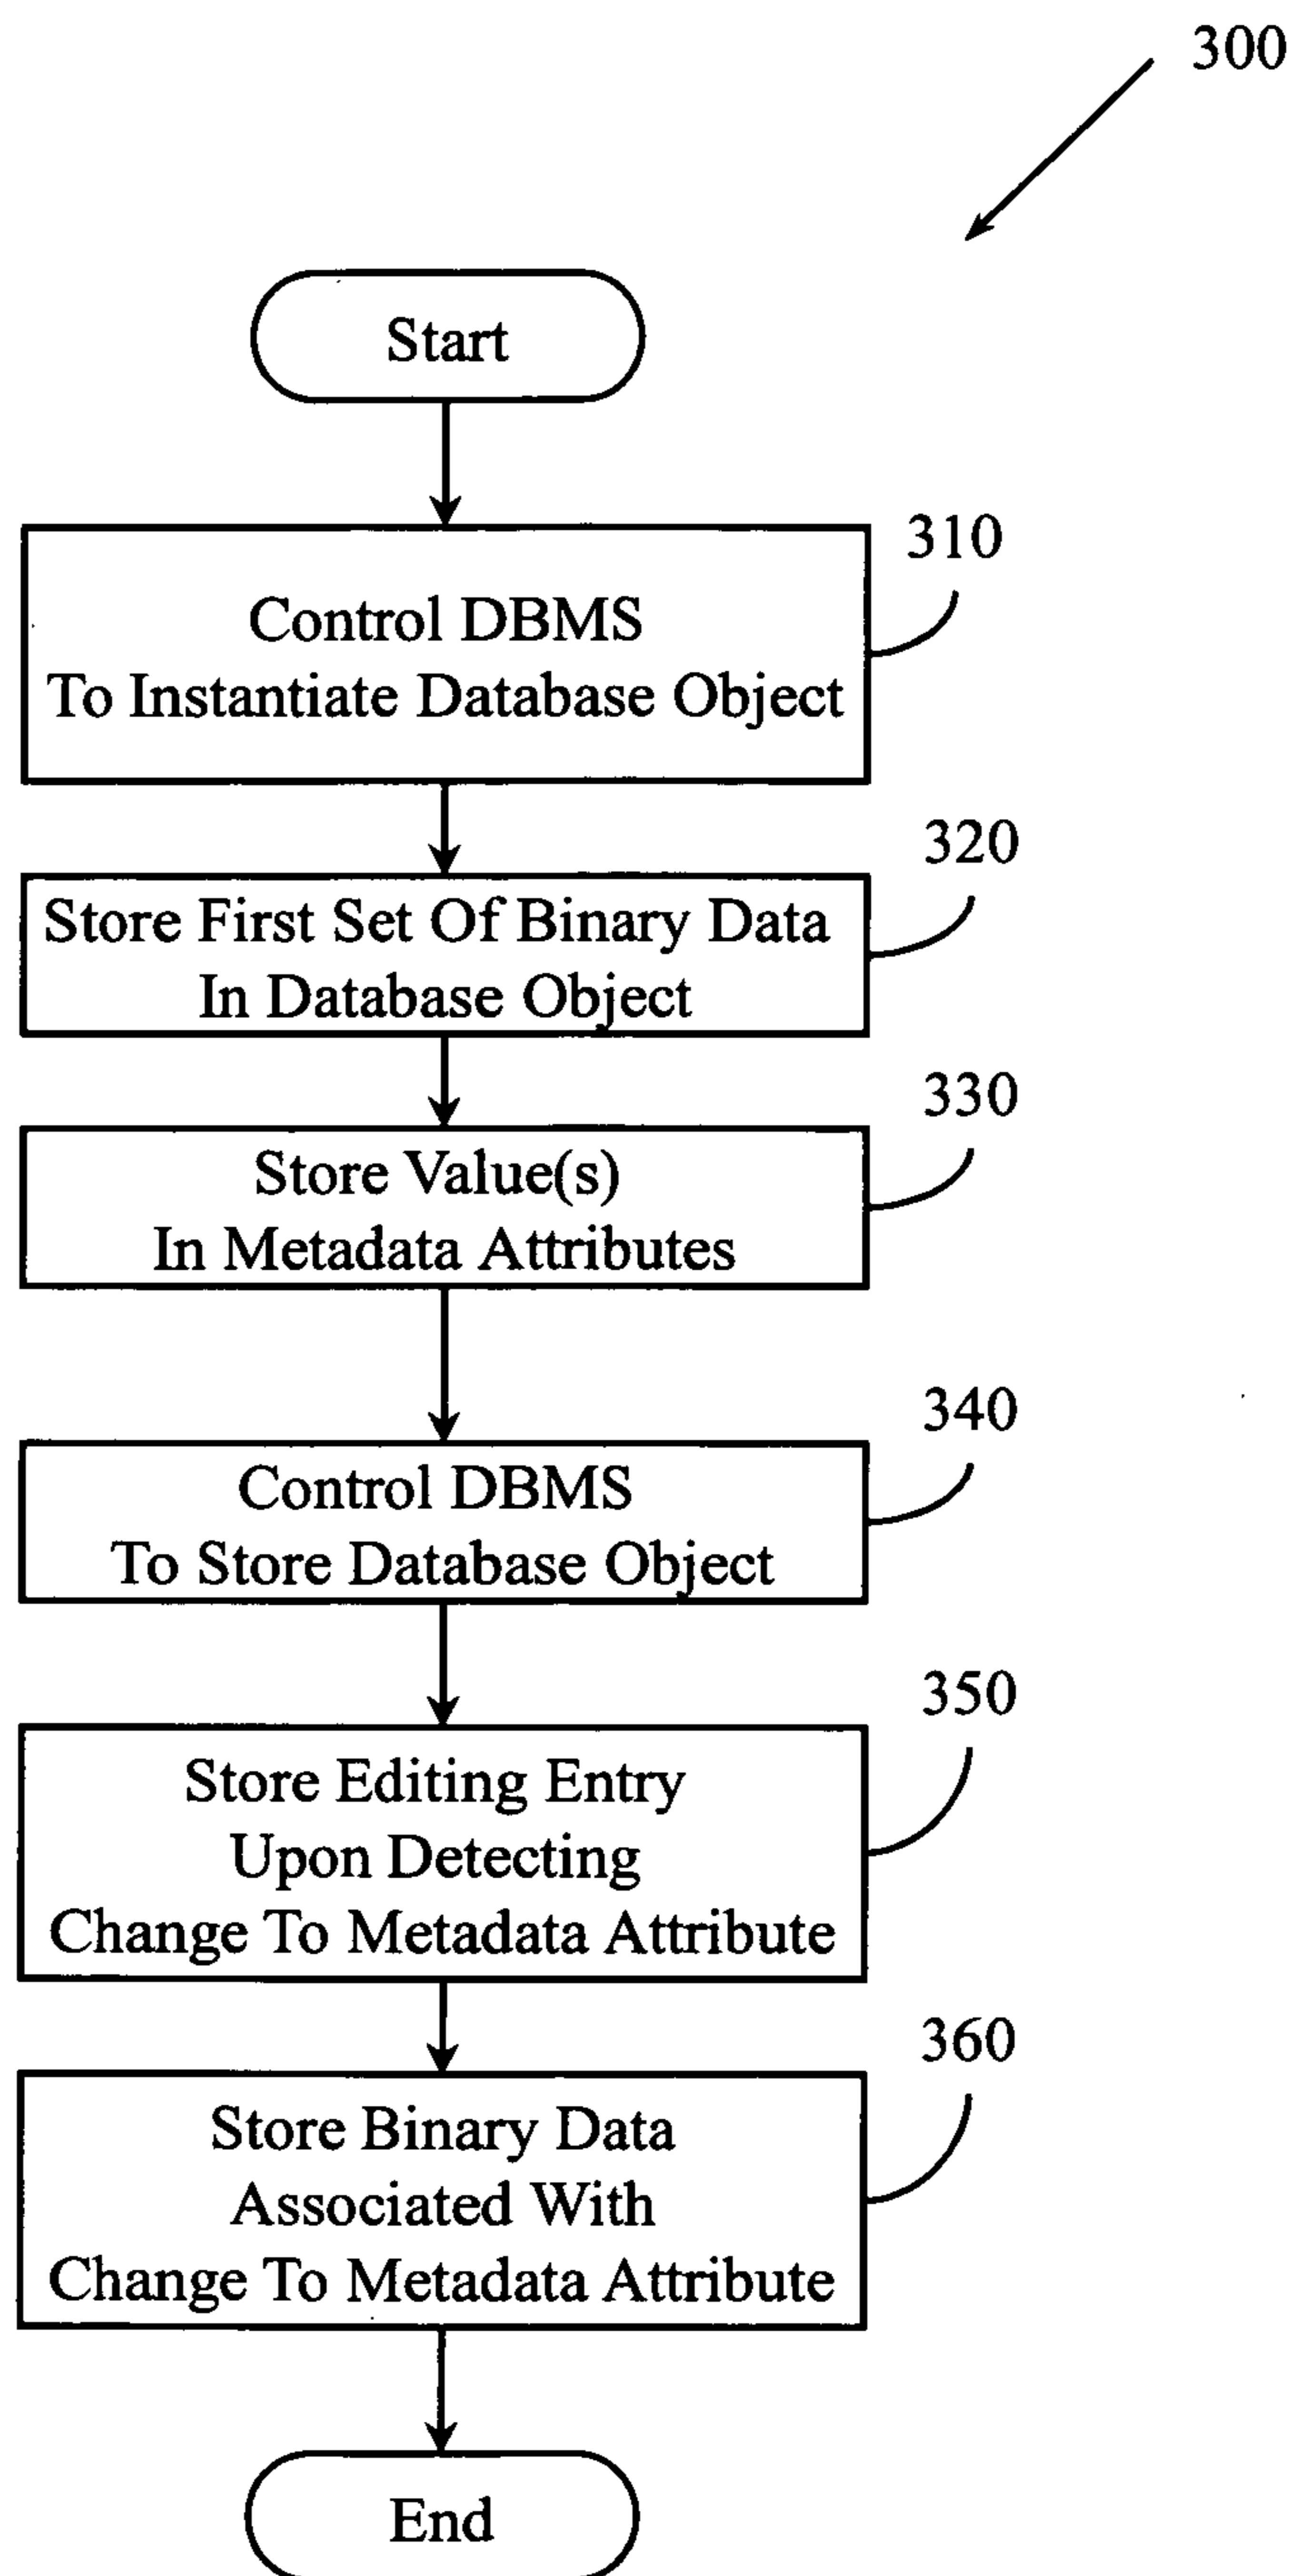 300
Start
310
Control DBMS
To Instantiate Database Object
320
Store First Set Of Binary Data
In Database Object
330
Store Value(s)
In Metadata Attributes
340
Control DBMS
To Store Database Object
350
Store Editing Entry
Upon Detecting
Change To Metadata Attribute
360
Store Binary Data
Associated With
Change To Metadata Attribute
End